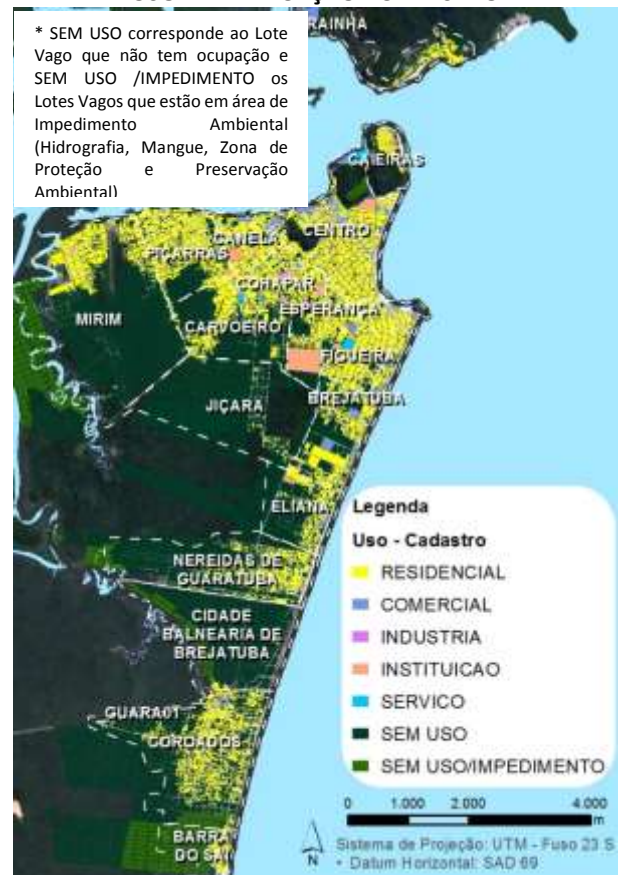 RAINHA
* SEM USO corresponde ao Lote
Vago que não tem ocupação e
SEM USO /IMPEDIMENTO os
Lotes Vagos que estão em área de
Impedimento Ambiental
(Hidrografia, Mangue, Zona de
Proteção e Preservação
Ambiental)
CAIEIRAS
CENTRO
CANELA
PIÇARRAS
COHAPAR
ESPERANÇA
MIRIM
CARVOEIRO
FIGUEIRA
JIÇARA
BREJATUBA
ELIANA
NEREIDAS DE
GUARATUBA
CIDADE
BALNEARIA DE
BREJATUBA
COROADOS
BARRA
DO SAI
Legenda
Uso - Cadastro
RESIDENCIAL
COMERCIAL
INDUSTRIA
INSTITUICAO
SERVICO
SEM USO
SEM USO/IMPEDIMENTO
0 1.000 2.000 4.000
m
N
Sistema de Projeção: UTM - Fuso 23 S
• Datum Horizontal: SAD 69